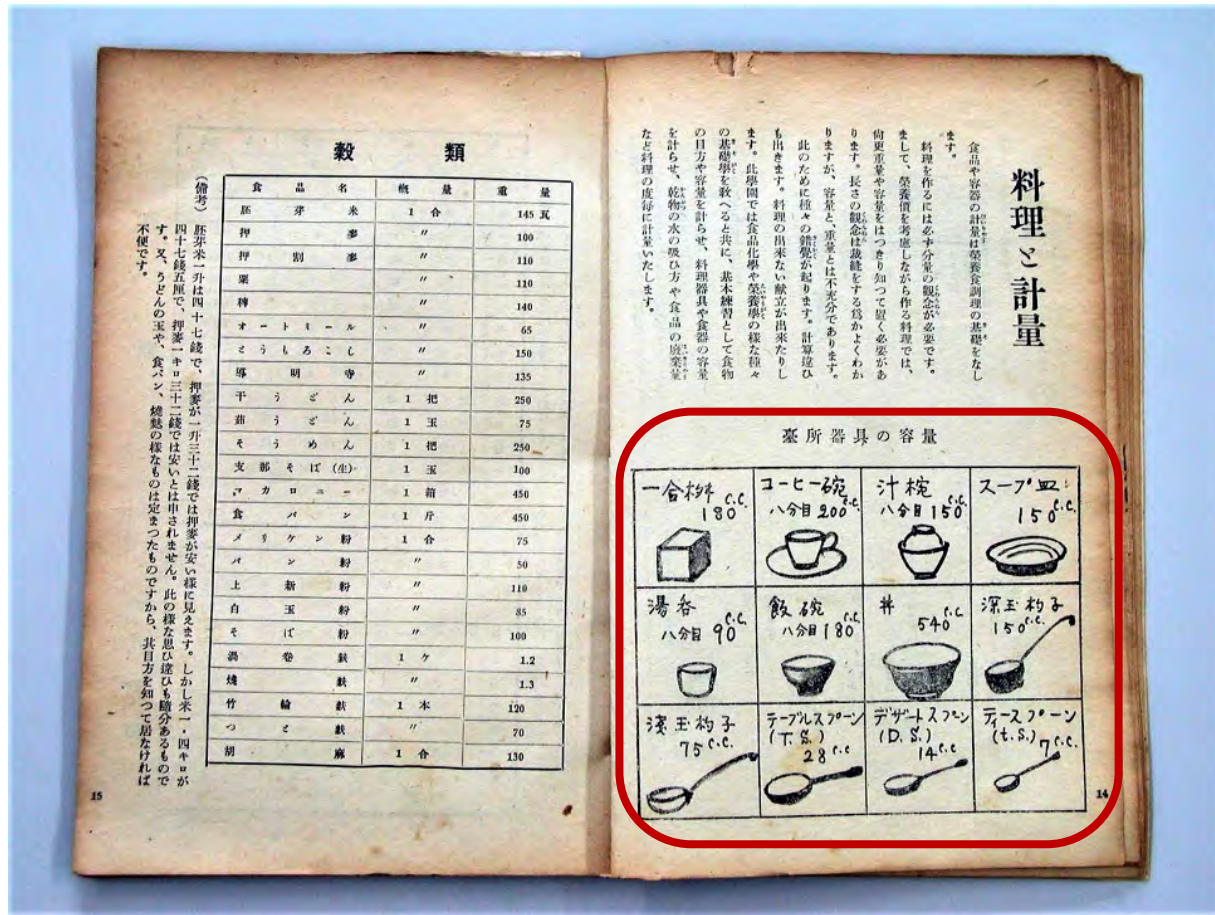 料理と計量
食品や容器の計量は榮養食調理の基礎をなし
ます。
料理を作るには必ず分量の觀念が必要です。
まして、榮養價を考慮しながら作る料理では、
尙更重量や容量をはつきり知つて置く必要があ
ります。長さの觀念は裁縫をする爲かよくわか
りますが、容量と、重量とは不充分であります。
此のために種々の錯覺が起ります。計算違ひ
も出きます。料理の出來ない献立が出來たりし
ます。此學園では食品化學や榮養學の樣な種々
の基礎學を敎へると共に、基本練習として食物
の目方や容量を計らせ、料理器具や食器の容量
を計らせ、乾物の水の吸ひ方や食品の廢棄量
など料理の度每に計量いたします。
臺所器具の容量
一合桝 180c.c.
コーヒー碗 八分目 200c.c.
汁椀 八分目 150c.c.
スープ皿 150c.c.
湯呑 八分目 90c.c.
飯碗 八分目 180c.c.
丼 540c.c.
深玉杓子 150c.c.
淺玉杓子 75c.c.
テーブルスプーン (T.S.) 28c.c.
デザートスプーン (D.S.) 14c.c.
ティースプーン (t.s.) 7c.c.
14
穀類
食品名 概量 重量
胚芽米 1合 145瓦
押麥 〃 100
押割麥 〃 110
粟 〃 110
稗 〃 140
オートミール 〃 65
とうもろこし 〃 150
導明寺 〃 135
干うどん 1把 250
茹うどん 1玉 75
そうめん 1把 250
支那そば(生) 1玉 100
マカロニー 1箱 450
食パン 1斤 450
メリケン粉 1合 75
パン粉 〃 50
上新粉 〃 110
白玉粉 〃 85
そば粉 〃 100
渦卷麩 1ケ 1.2
燒麩 1.3
竹輪麩 1本 120
つと麩 〃 70
胡麻 1合 130
(備考) 胚芽米一升は四十七錢で、押麥が一升三十二錢では押麥が安い樣に見えます。しかし米一・四キロが
四十七錢五厘で、押麥一キロ三十二錢では安いとは申されません。此の樣な思ひ違ひも隨分あるもので
す。又、うどんの玉や、食パン、燒麩の樣なものは定まつたものですから、其目方を知つて居なければ
不便です。
15